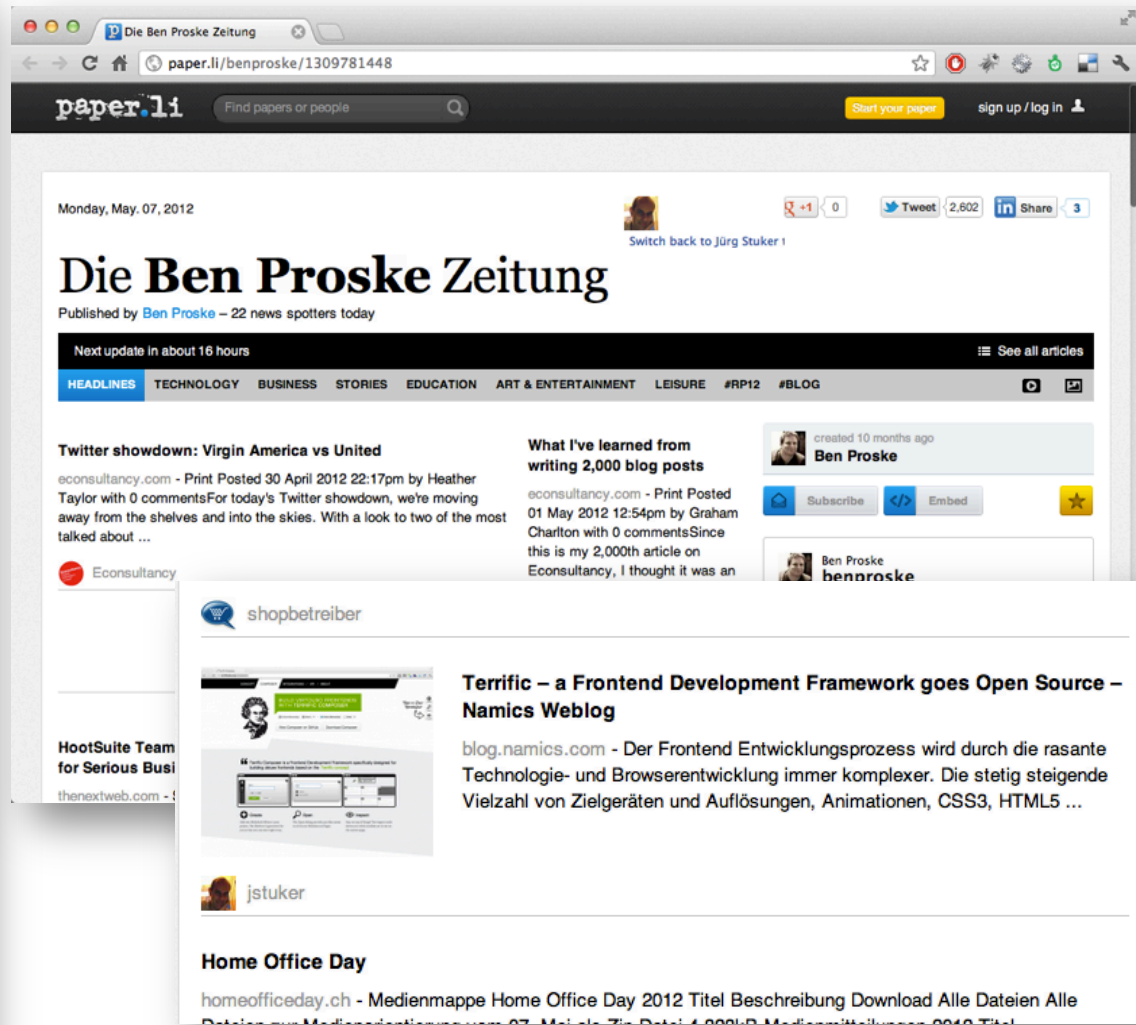 Die Ben Proske Zeitung
paper.li/benproske/1309781448
paper.li
Find papers or people
Start your paper
sign up / log in
Monday, May. 07, 2012
+1
0
Tweet
2,602
in Share
3
Switch back to Jürg Stuker
Die Ben Proske Zeitung
Published by Ben Proske – 22 news spotters today
Next update in about 16 hours
See all articles
HEADLINES TECHNOLOGY BUSINESS STORIES EDUCATION ART & ENTERTAINMENT LEISURE #RP12 #BLOG
Twitter showdown: Virgin America vs United
econsultancy.com - Print Posted 30 April 2012 22:17pm by Heather
Taylor with 0 commentsFor today's Twitter showdown, we're moving
away from the shelves and into the skies. With a look to two of the most
talked about ...
Econsultancy
What I've learned from
writing 2,000 blog posts
econsultancy.com - Print Posted
01 May 2012 12:54pm by Graham
Charlton with 0 commentsSince
this is my 2,000th article on
Econsultancy, I thought it was an
created 10 months ago
Ben Proske
Subscribe
Embed
Ben Proske
benproske
HootSuite Team
for Serious Busi
thenextweb.com -
shopbetreiber
Terrific – a Frontend Development Framework goes Open Source –
Namics Weblog
blog.namics.com - Der Frontend Entwicklungsprozess wird durch die rasante
Technologie- und Browserentwicklung immer komplexer. Die stetig steigende
Vielzahl von Zielgeräten und Auflösungen, Animationen, CSS3, HTML5 ...
jstuker
Home Office Day
homeofficeday.ch - Medienmappe Home Office Day 2012 Titel Beschreibung Download Alle Dateien Alle